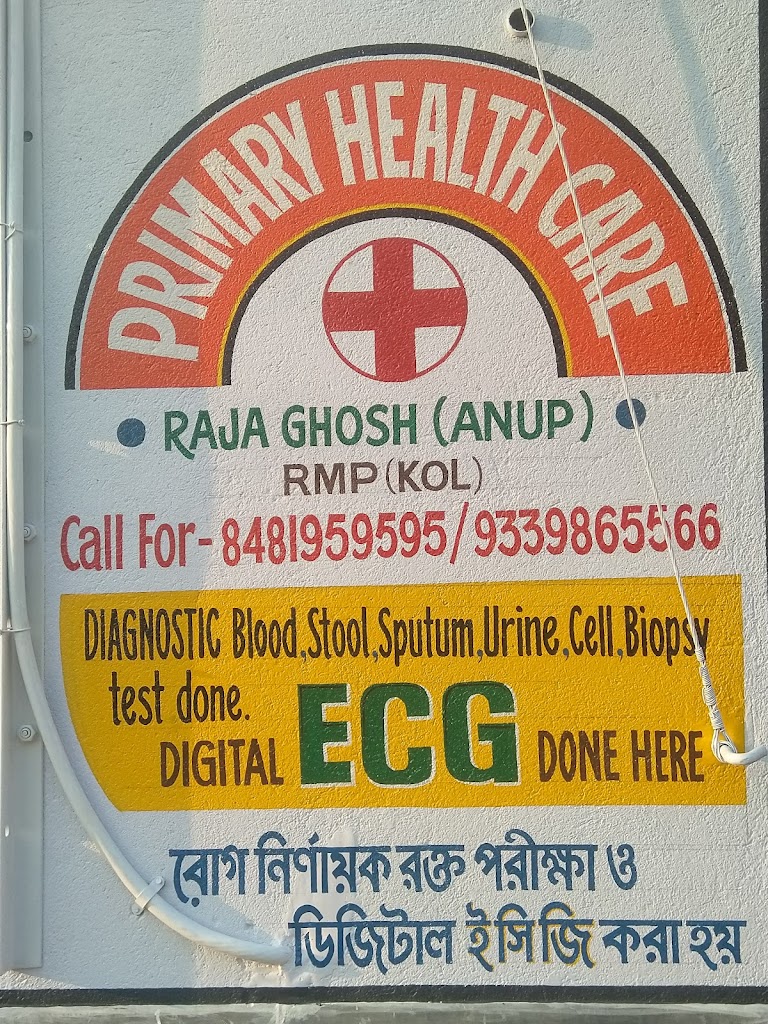 PRIMARY HEALTH CARE
RAJA GHOSH (ANUP)
RMP (KOL)
Call For-8481959595/9339865566
DIAGNOSTIC Blood,Stool,Sputum,Urine,Cell,Biopsy
test done.
DIGITAL ECG DONE HERE
রোগ নির্ণায়ক রক্ত পরীক্ষা ও
ডিজিটাল ই সি জি করা হয়